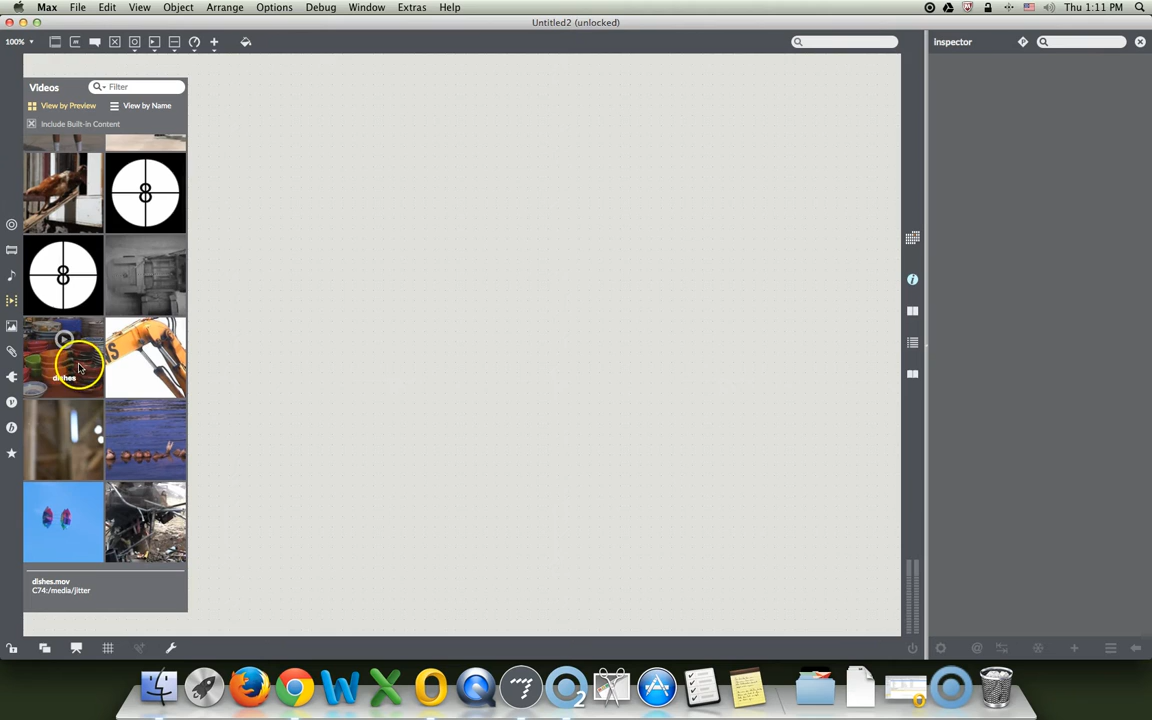 Max File Edit View Object Arrange Options Debug Window Extras Help Thu 1:11 PM
Untitled2 (unlocked)
100%
inspector
Videos Filter
View by Preview View by Name
Include Built-in Content
8
8
dishes
dishes.mov
C74:/media/jitter
2